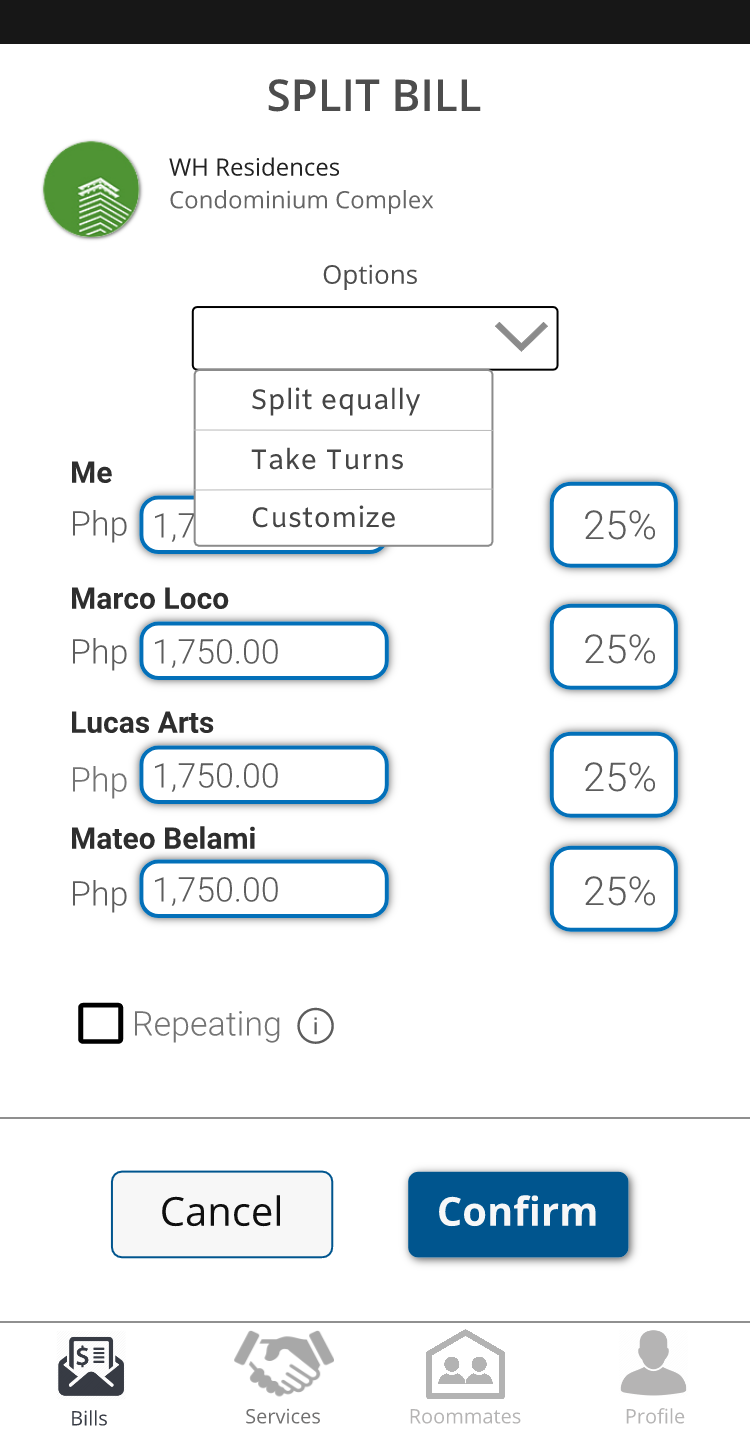 SPLIT BILL
WH Residences
Condominium Complex
Options
Split equally
Take Turns
Customize
Me
Php 1,7
25%
Marco Loco
Php 1,750.00
25%
Lucas Arts
Php 1,750.00
25%
Mateo Belami
Php 1,750.00
25%
Repeating i
Cancel
Confirm
$
Bills
Services
Roommates
Profile